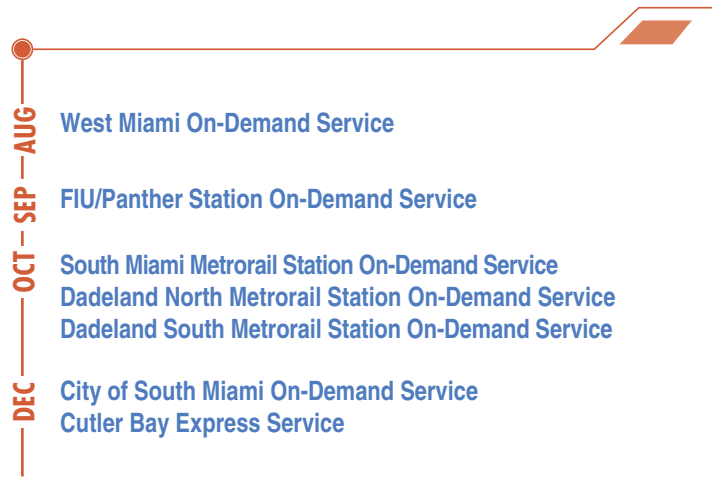 AUG
West Miami On-Demand Service
SEP
FIU/Panther Station On-Demand Service
OCT
South Miami Metrorail Station On-Demand Service
Dadeland North Metrorail Station On-Demand Service
Dadeland South Metrorail Station On-Demand Service
DEC
City of South Miami On-Demand Service
Cutler Bay Express Service